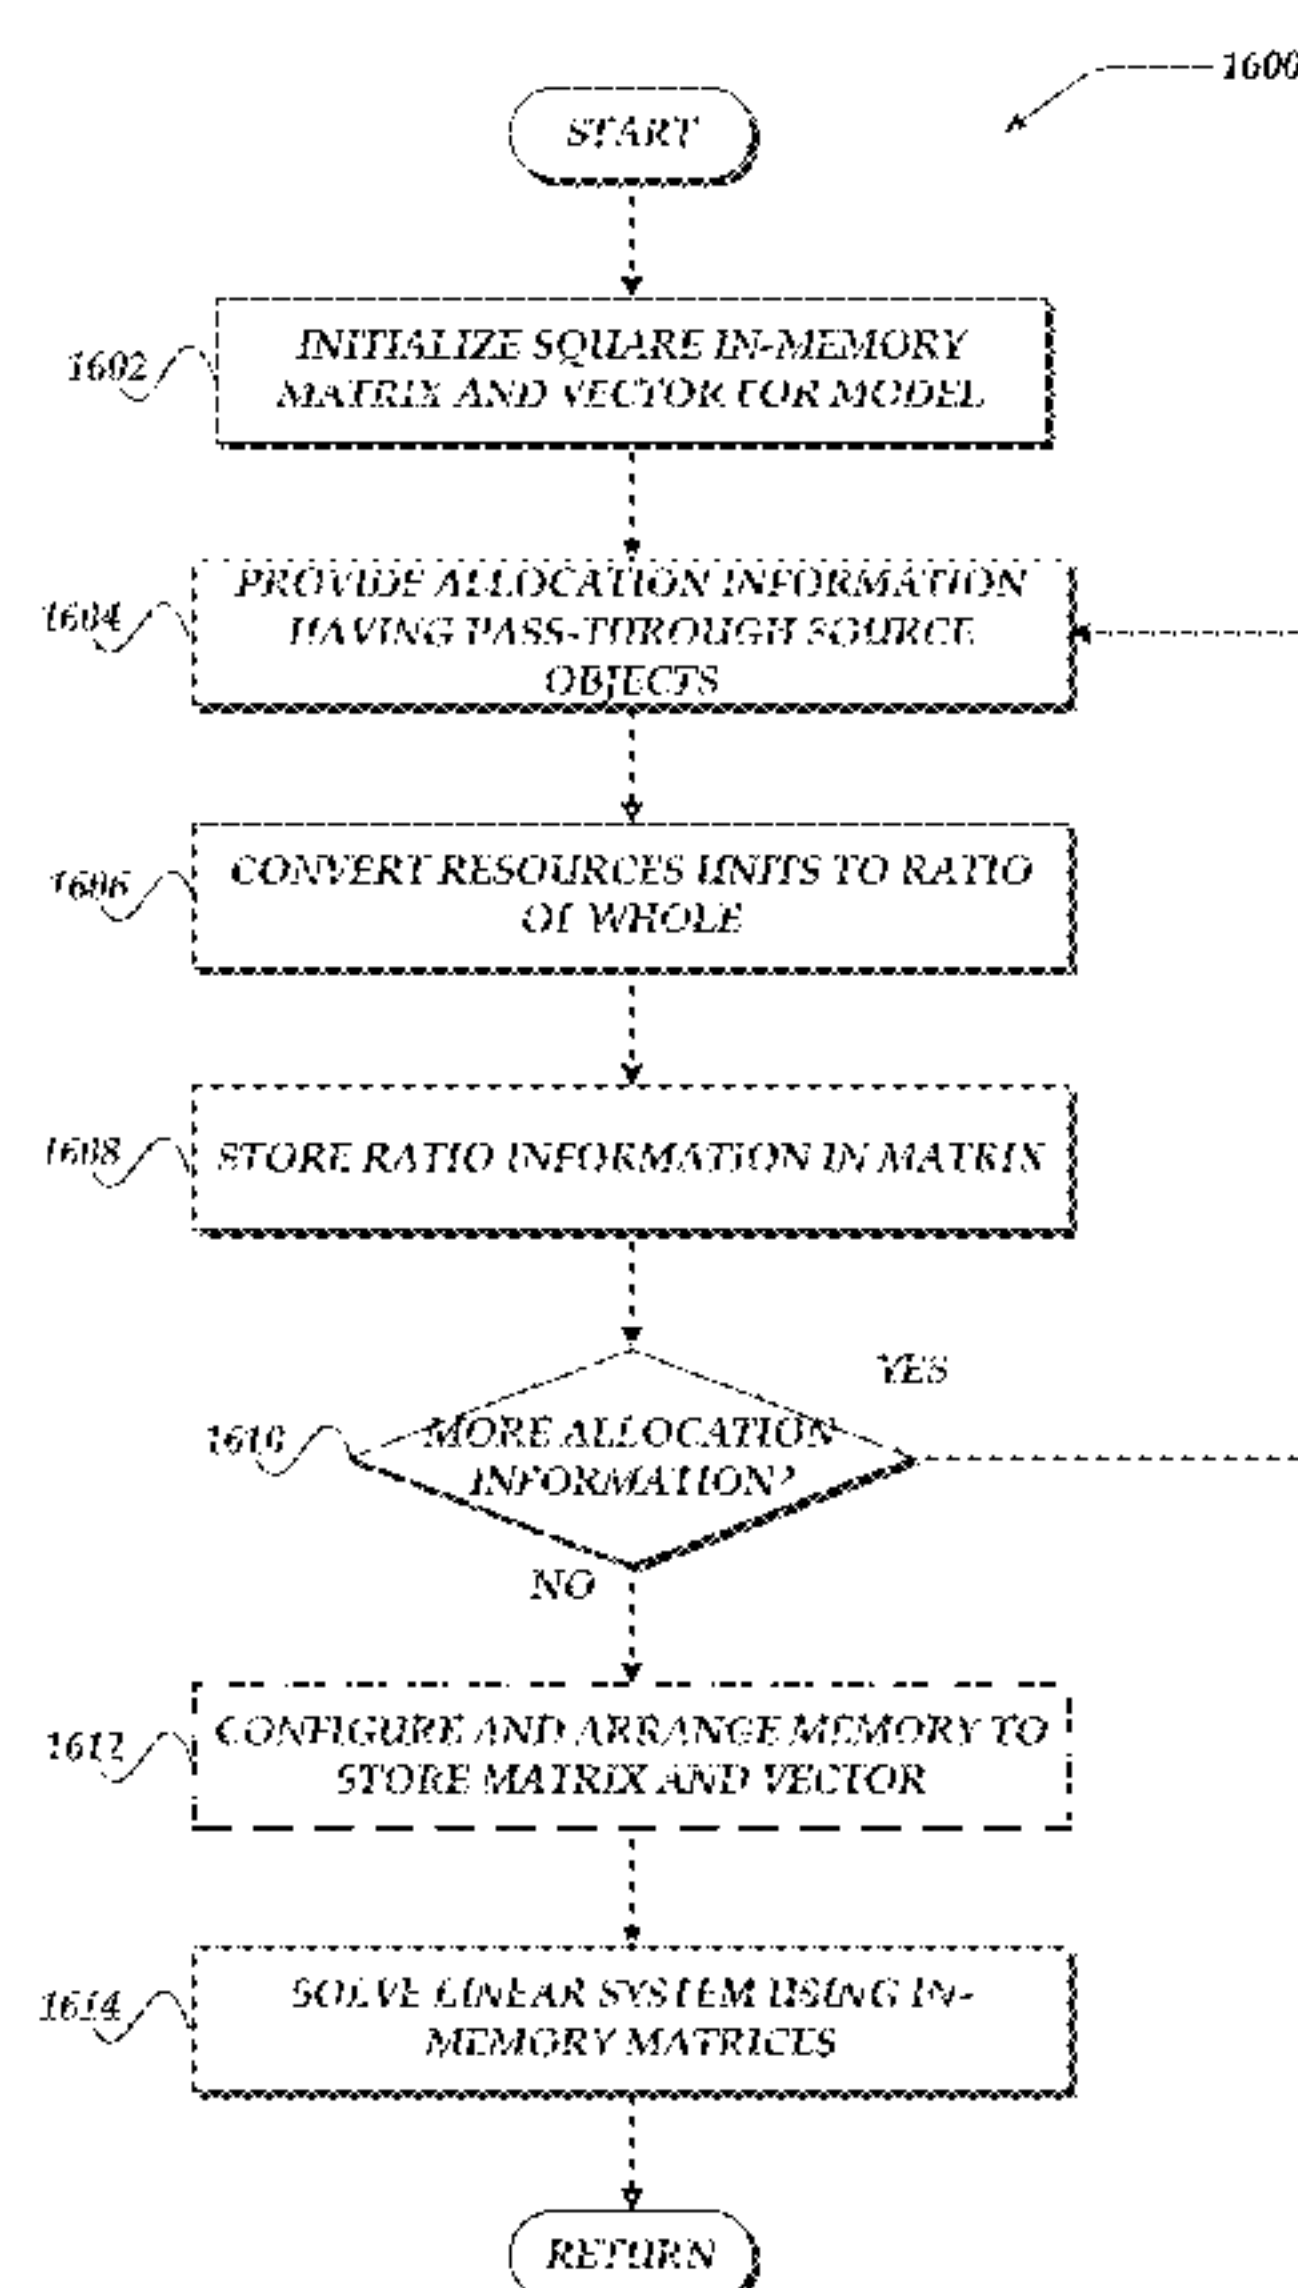 1600
START
1602
INITIALIZE SQUARE IN-MEMORY
MATRIX AND VECTOR FOR MODEL
1604
PROVIDE ALLOCATION INFORMATION
HAVING PASS-THROUGH SOURCE
OBJECTS
1606
CONVERT RESOURCES UNITS TO RATIO
OF WHOLE
1608
STORE RATIO INFORMATION IN MATRIX
YES
1610
MORE ALLOCATION
INFORMATION?
NO
1612
CONFIGURE AND ARRANGE MEMORY TO
STORE MATRIX AND VECTOR
1614
SOLVE LINEAR SYSTEM USING IN-
MEMORY MATRICES
RETURN